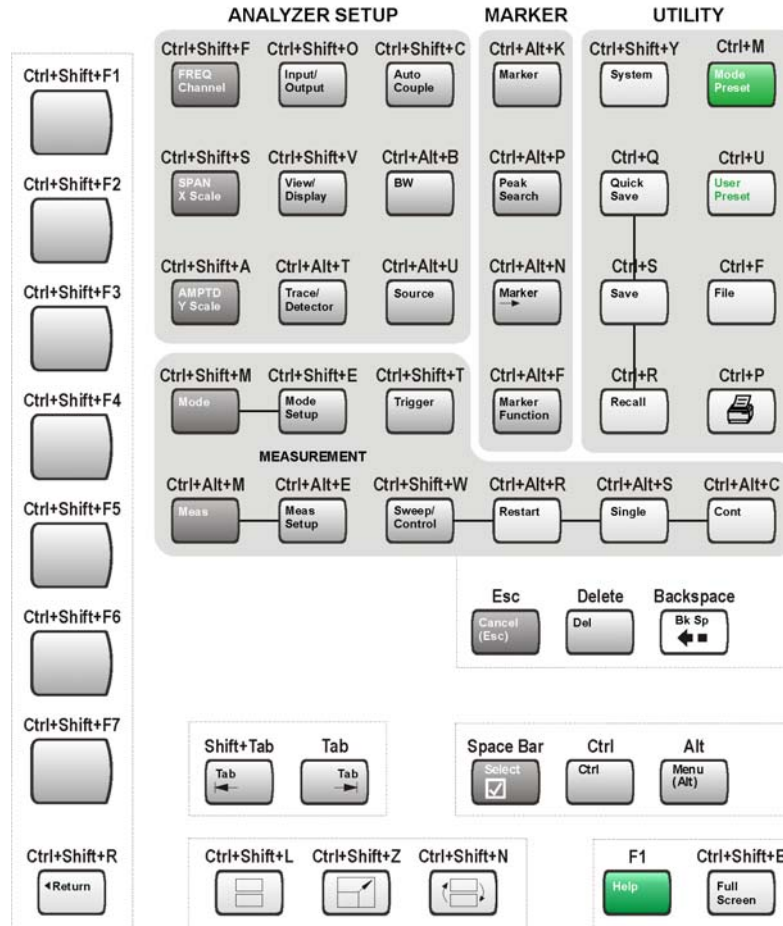 ANALYZER SETUP MARKER UTILITY
Ctrl+Shift+F Ctrl+Shift+O Ctrl+Shift+C Ctrl+Alt+K Ctrl+Shift+Y Ctrl+M
Ctrl+Shift+F1
FREQ
Channel
Input/
Output
Auto
Couple
Marker
System
Mode
Preset
Ctrl+Shift+S Ctrl+Shift+V Ctrl+Alt+B Ctrl+Alt+P Ctrl+Q Ctrl+U
Ctrl+Shift+F2
SPAN
X Scale
View/
Display
BW
Peak
Search
Quick
Save
User
Preset
Ctrl+Shift+A Ctrl+Alt+T Ctrl+Alt+U Ctrl+Alt+N Ctrl+S Ctrl+F
Ctrl+Shift+F3
AMPTD
Y Scale
Trace/
Detector
Source
Marker
Save
File
Ctrl+Shift+M Ctrl+Shift+E Ctrl+Shift+T Ctrl+Alt+F Ctrl+R Ctrl+P
Ctrl+Shift+F4
Mode
Mode
Setup
Trigger
Marker
Function
Recall
MEASUREMENT
Ctrl+Alt+M Ctrl+Alt+E Ctrl+Shift+W Ctrl+Alt+R Ctrl+Alt+S Ctrl+Alt+C
Ctrl+Shift+F5
Meas
Meas
Setup
Sweep/
Control
Restart
Single
Cont
Esc Delete Backspace
Ctrl+Shift+F6
Cancel
(Esc)
Del
Bk Sp
Ctrl+Shift+F7
Shift+Tab Tab Space Bar Ctrl Alt
Tab
Tab
Select
Ctrl
Menu
(Alt)
Ctrl+Shift+R Ctrl+Shift+L Ctrl+Shift+Z Ctrl+Shift+N F1 Ctrl+Shift+B
Return
Help
Full
Screen